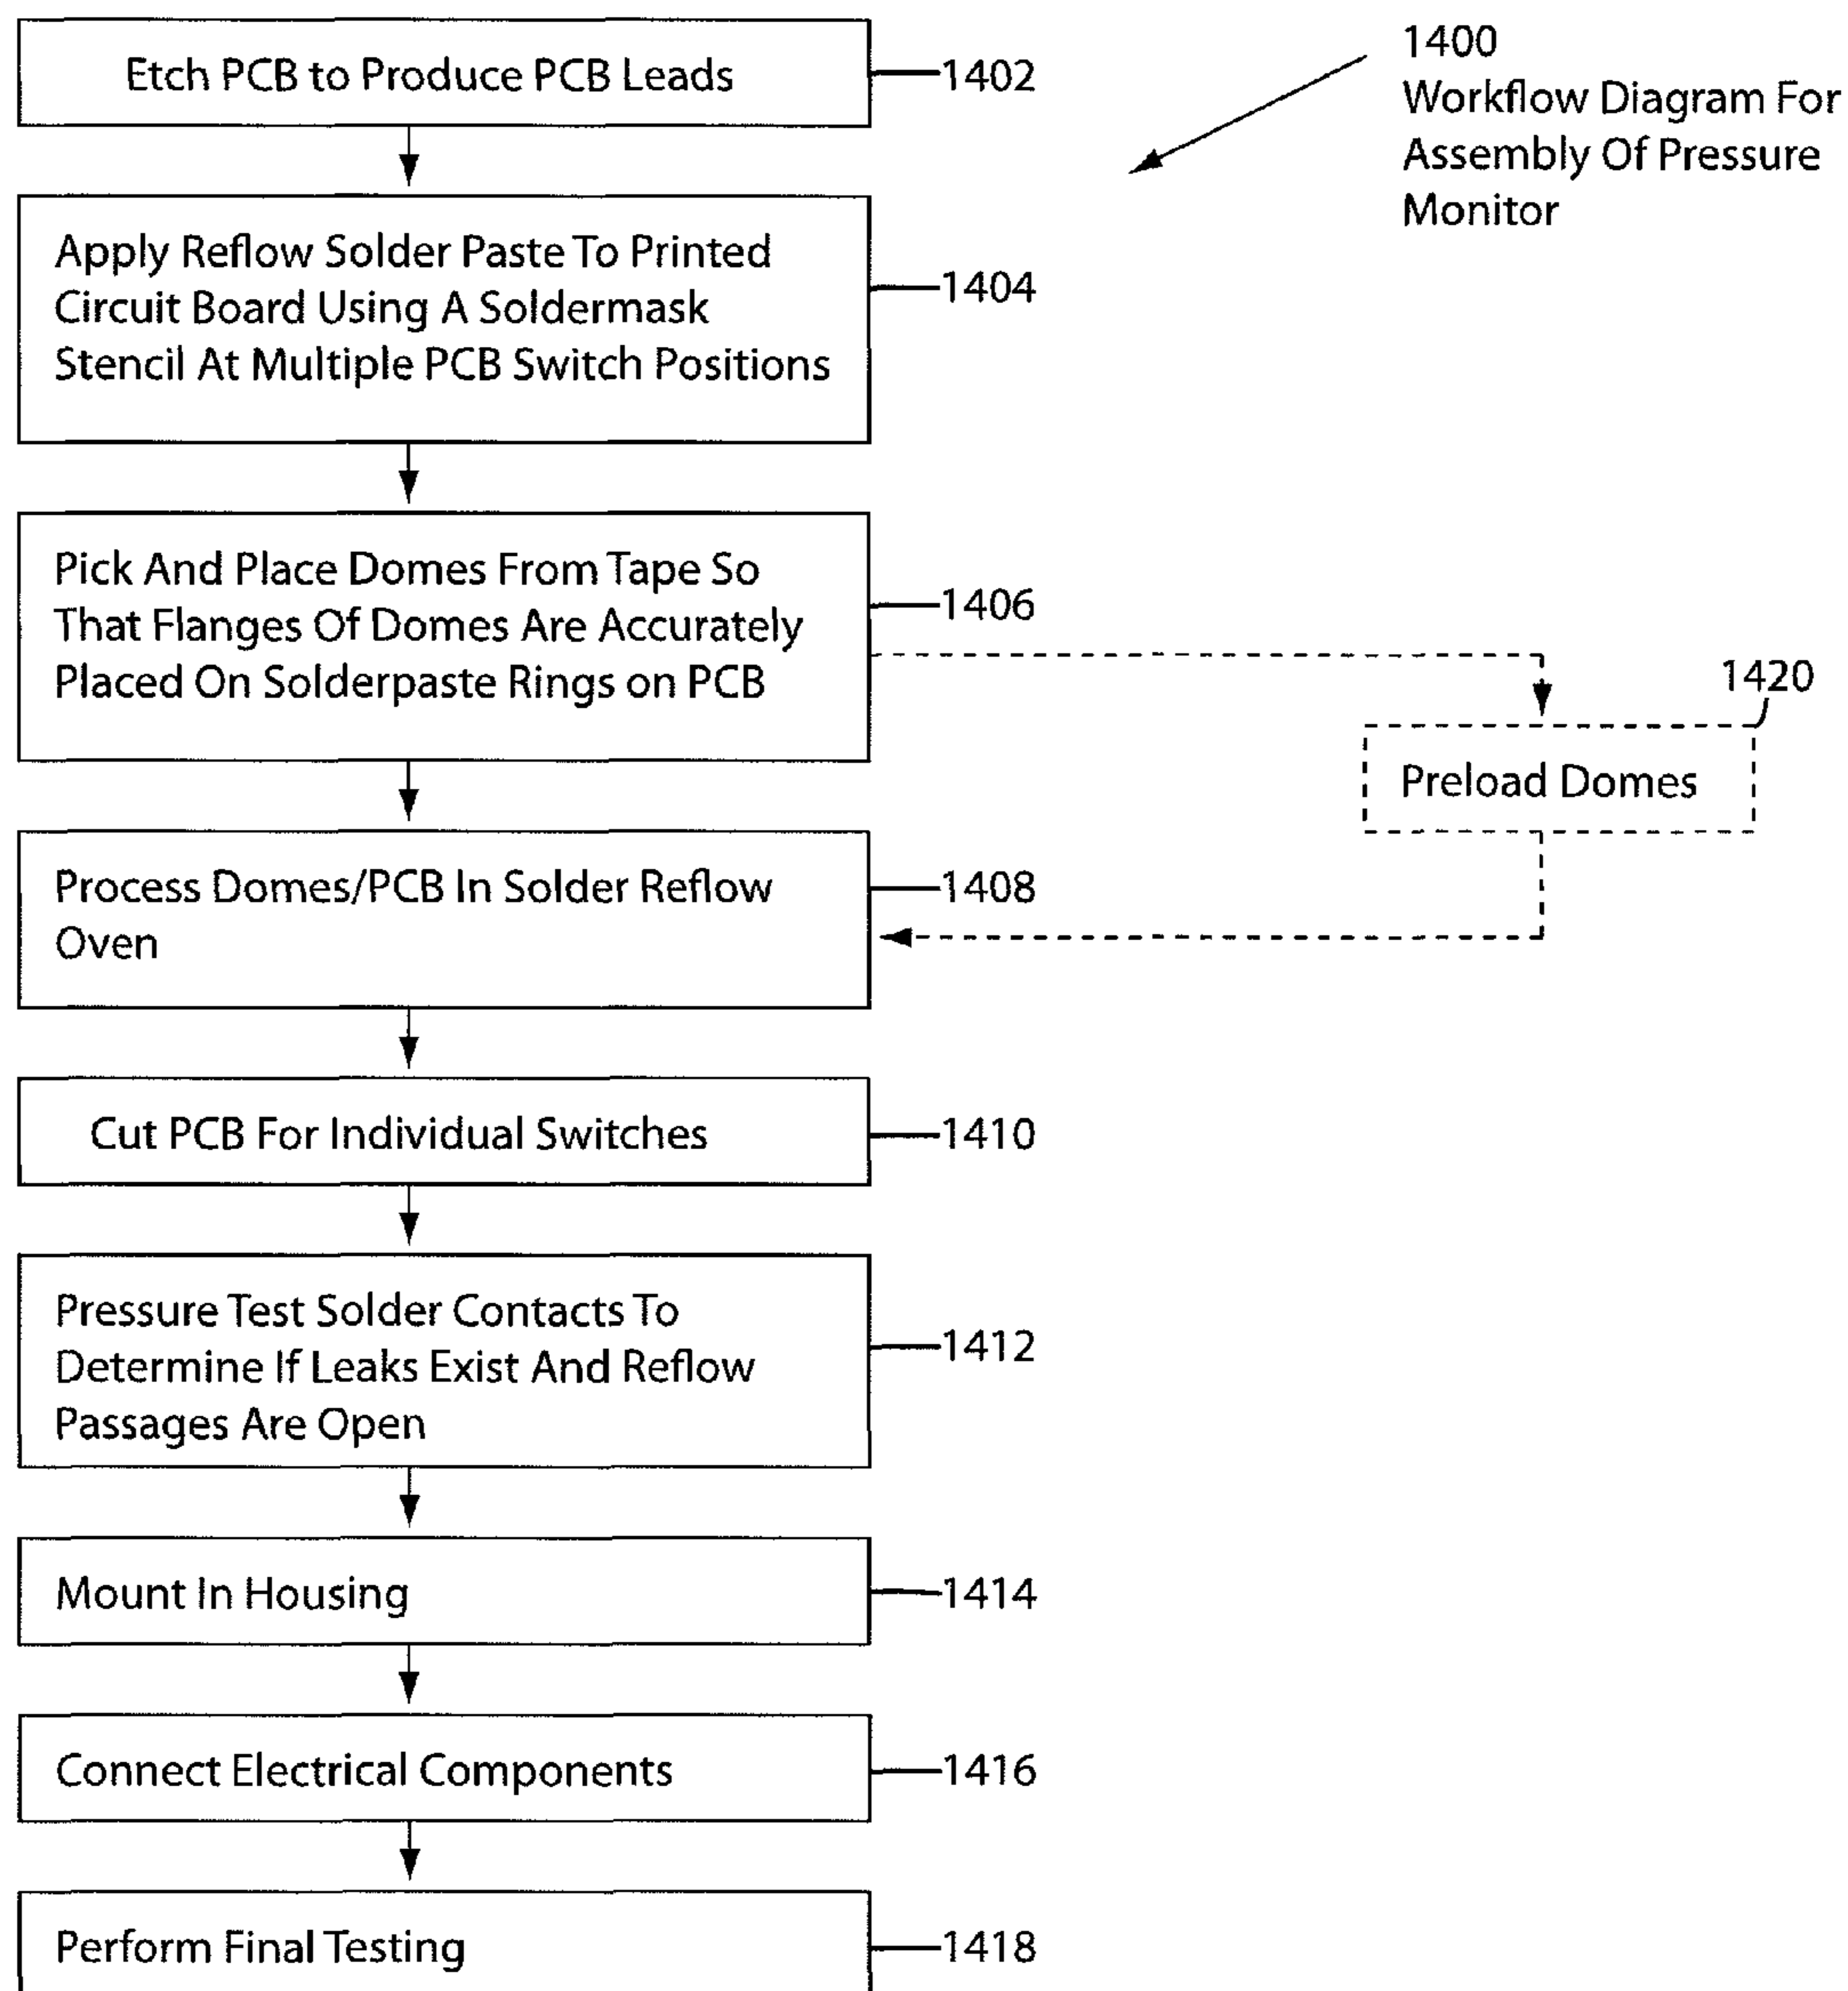 Etch PCB to Produce PCB Leads
1402
1400
Workflow Diagram For
Assembly Of Pressure
Monitor
Apply Reflow Solder Paste To Printed
Circuit Board Using A Soldermask
Stencil At Multiple PCB Switch Positions
1404
Pick And Place Domes From Tape So
That Flanges Of Domes Are Accurately
Placed On Solderpaste Rings on PCB
1406
1420
Preload Domes
Process Domes/PCB In Solder Reflow
Oven
1408
Cut PCB For Individual Switches
1410
Pressure Test Solder Contacts To
Determine If Leaks Exist And Reflow
Passages Are Open
1412
Mount In Housing
1414
Connect Electrical Components
1416
Perform Final Testing
1418